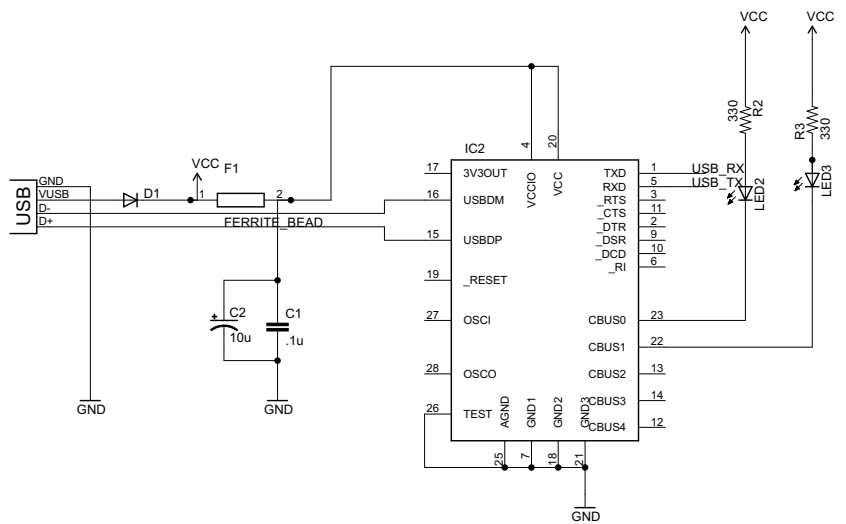 VCC VCC
330 R2
R3 330
LED2
LED3
IC2
4 20
VCCIO VCC
17 3V3OUT
16 USBDM
15 USBDP
19 _RESET
27 OSCI
28 OSCO
26 TEST
TXD 1 USB_RX
RXD 5 USB_TX
_RTS 3
_CTS 11
_DTR 2
_DSR 9
_DCD 10
_RI 6
CBUS0 23
CBUS1 22
CBUS2 13
CBUS3 14
CBUS4 12
AGND GND1 GND2 GND3
25 7 18 21
GND
USB
GND
VUSB
D-
D+
D1
VCC F1
1 2
FERRITE_BEAD
+
C2
10u
C1
.1u
GND
GND